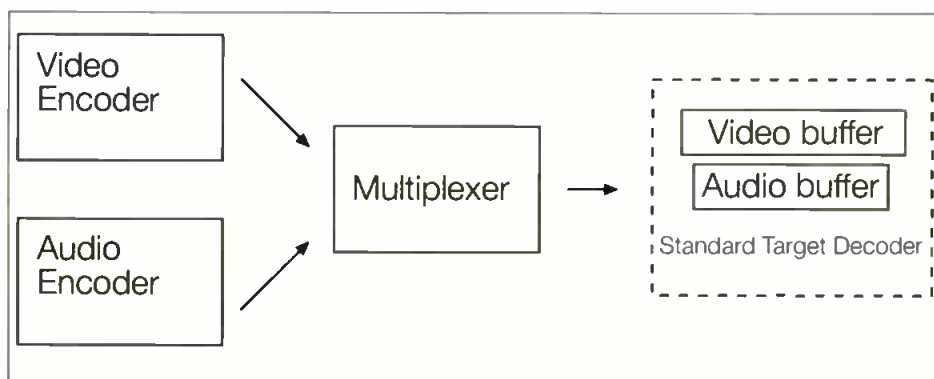 Video
Encoder
Audio
Encoder
Multiplexer
Video buffer
Audio buffer
Standard Target Decoder